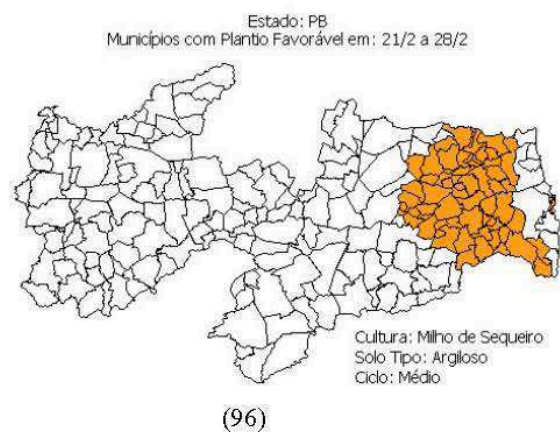 Estado: PB
Municípios com Plantio Favorável em: 21/2 a 28/2
Cultura: Milho de Sequeiro
Solo Tipo: Argiloso
Ciclo: Médio
(96)